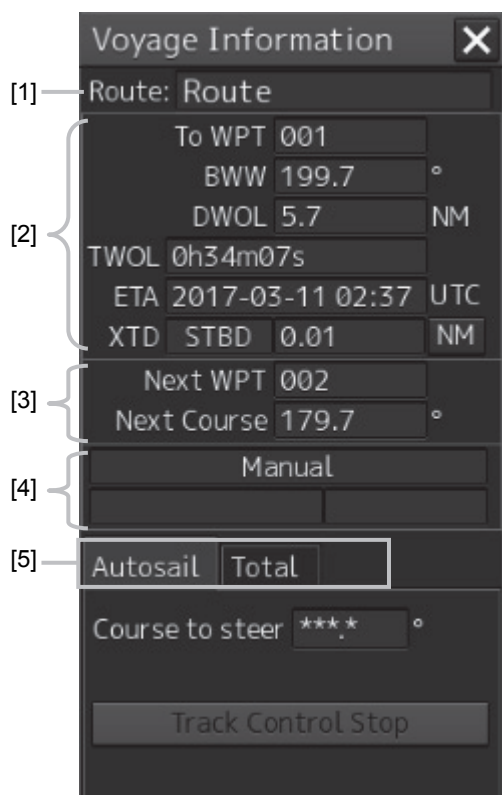 Voyage Information
[1] Route: Route
To WPT 001
BWW 199.7 °
[2] DWOL 5.7 NM
TWOL 0h34m07s
ETA 2017-03-11 02:37 UTC
XTD STBD 0.01 NM
Next WPT 002
[3]
Next Course 179.7 °
Manual
[4]
[5] Autosail Total
Course to steer ***.* °
Track Control Stop